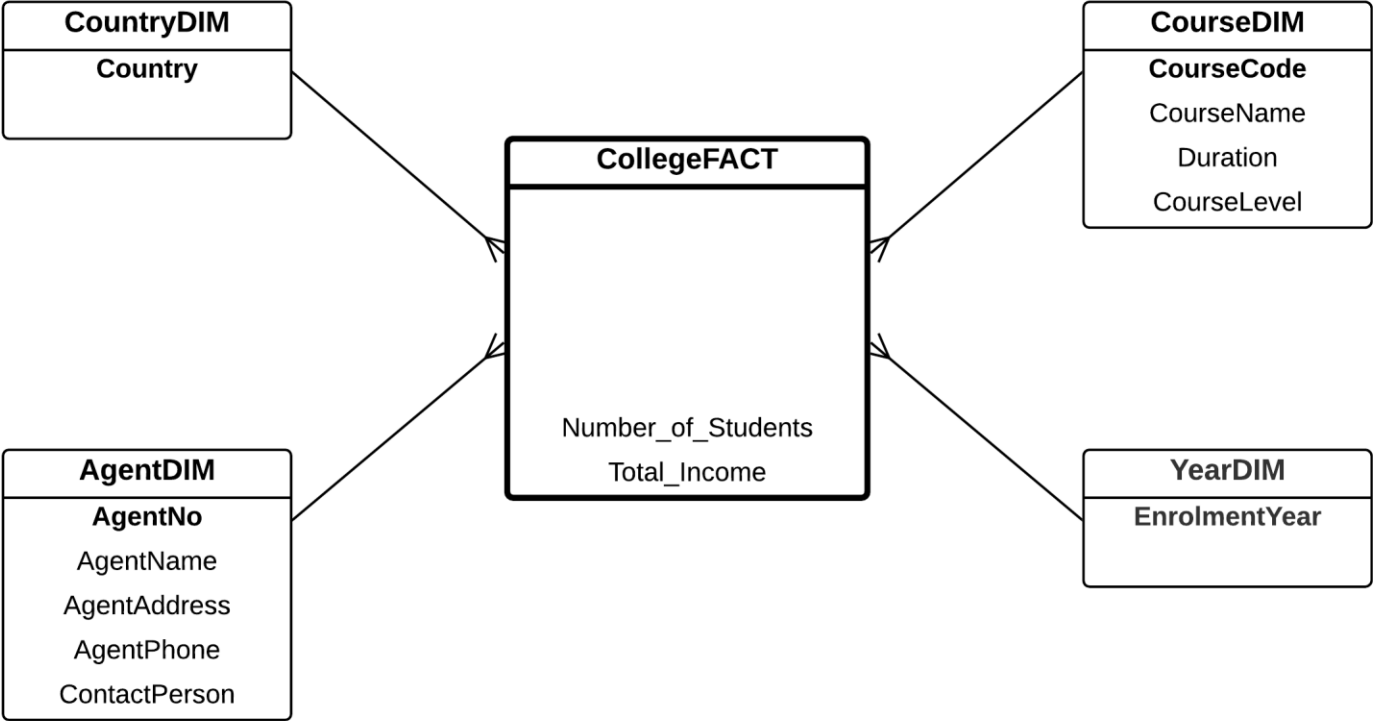 CountryDIM
Country
CourseDIM
CourseCode
CourseName
Duration
CourseLevel
CollegeFACT
Number_of_Students
Total_Income
AgentDIM
AgentNo
AgentName
AgentAddress
AgentPhone
ContactPerson
YearDIM
EnrolmentYear